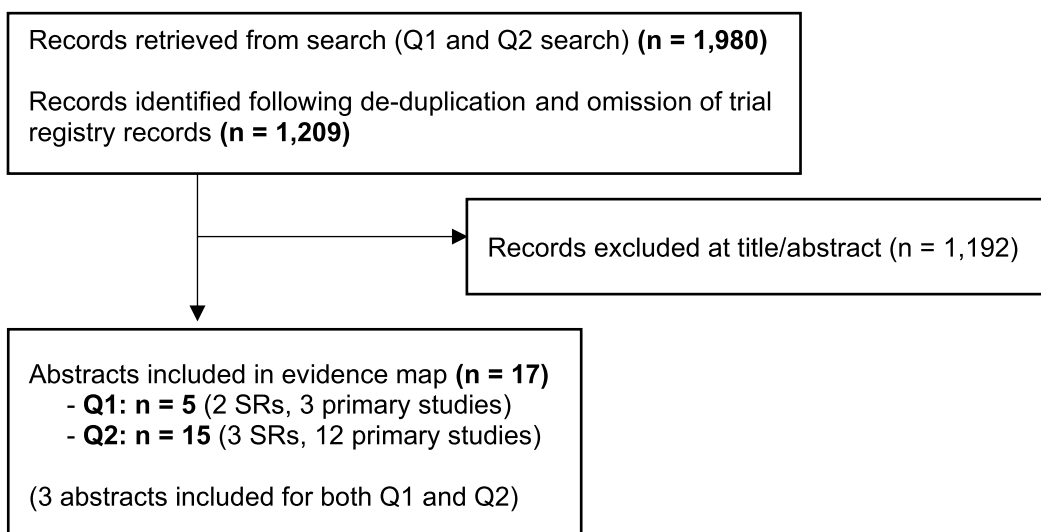 Records retrieved from search (Q1 and Q2 search) (n = 1,980)
Records identified following de-duplication and omission of trial
registry records (n = 1,209)
Records excluded at title/abstract (n = 1,192)
Abstracts included in evidence map (n = 17)
- Q1: n = 5 (2 SRs, 3 primary studies)
- Q2: n = 15 (3 SRs, 12 primary studies)
(3 abstracts included for both Q1 and Q2)